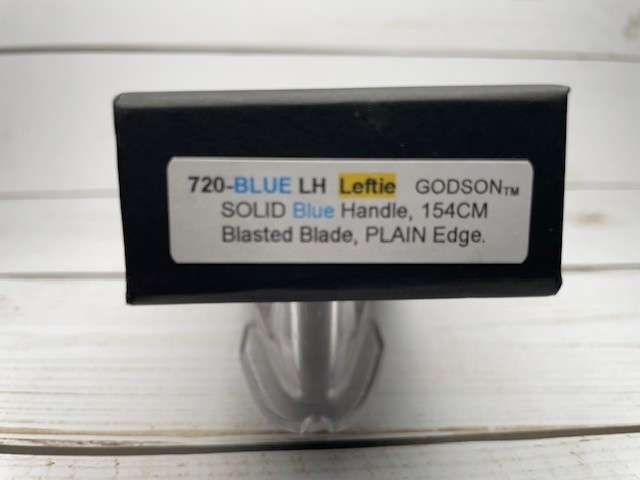 720-BLUE LH Leftie GODSON™
SOLID Blue Handle, 154CM
Blasted Blade, PLAIN Edge.